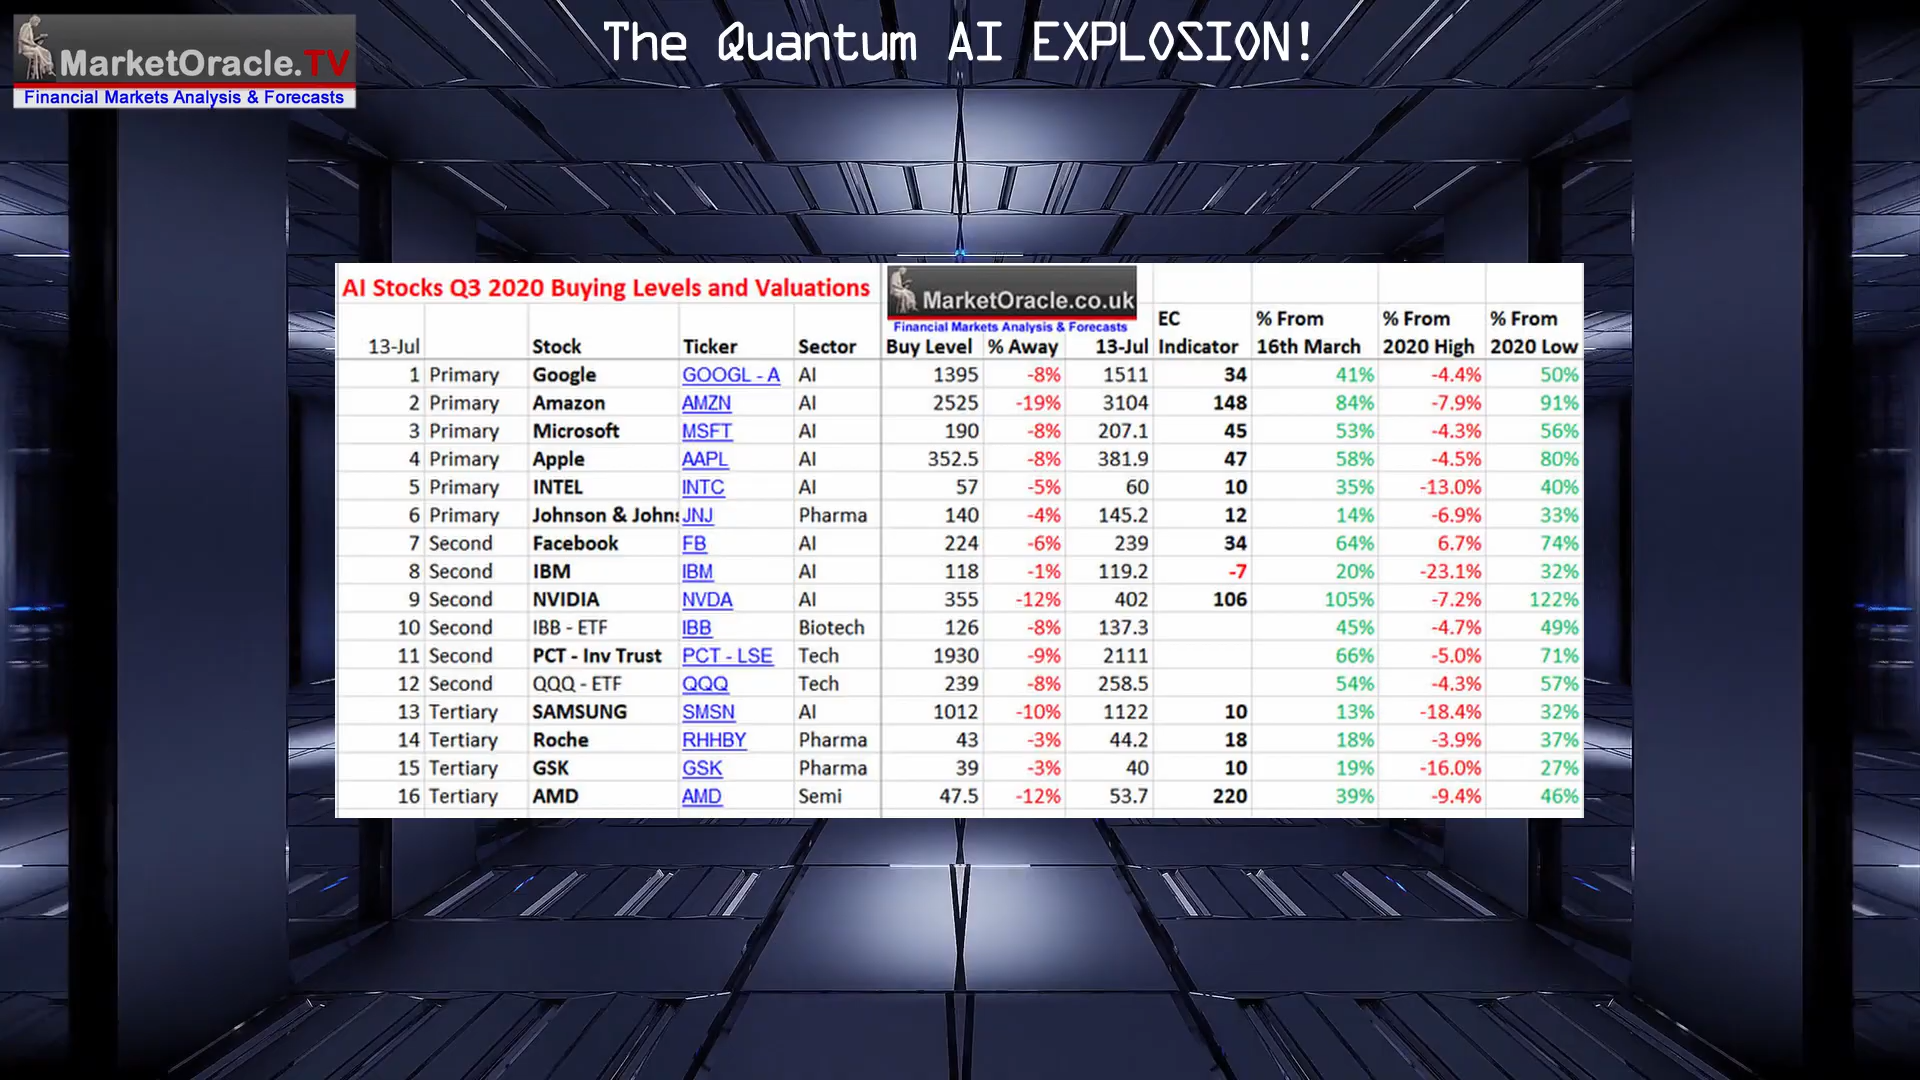 The Quantum AI EXPLOSION!
MarketOracle.TV
Financial Markets Analysis & Forecasts
AI Stocks Q3 2020 Buying Levels and Valuations
MarketOracle.co.uk
Financial Markets Analysis & Forecasts
EC % From % From % From
13-Jul Stock Ticker Sector Buy Level % Away 13-Jul Indicator 16th March 2020 High 2020 Low
1 Primary Google GOOGL - A AI 1395 -8% 1511 34 41% -4.4% 50%
2 Primary Amazon AMZN AI 2525 -19% 3104 148 84% -7.9% 91%
3 Primary Microsoft MSFT AI 190 -8% 207.1 45 53% -4.3% 56%
4 Primary Apple AAPL AI 352.5 -8% 381.9 47 58% -4.5% 80%
5 Primary INTEL INTC AI 57 -5% 60 10 35% -13.0% 40%
6 Primary Johnson & Johns JNJ Pharma 140 -4% 145.2 12 14% -6.9% 33%
7 Second Facebook FB AI 224 -6% 239 34 64% 6.7% 74%
8 Second IBM IBM AI 118 -1% 119.2 -7 20% -23.1% 32%
9 Second NVIDIA NVDA AI 355 -12% 402 106 105% -7.2% 122%
10 Second IBB - ETF IBB Biotech 126 -8% 137.3 45% -4.7% 49%
11 Second PCT - Inv Trust PCT - LSE Tech 1930 -9% 2111 66% -5.0% 71%
12 Second QQQ - ETF QQQ Tech 239 -8% 258.5 54% -4.3% 57%
13 Tertiary SAMSUNG SMSN AI 1012 -10% 1122 10 13% -18.4% 32%
14 Tertiary Roche RHHBY Pharma 43 -3% 44.2 18 18% -3.9% 37%
15 Tertiary GSK GSK Pharma 39 -3% 40 10 19% -16.0% 27%
16 Tertiary AMD AMD Semi 47.5 -12% 53.7 220 39% -9.4% 46%